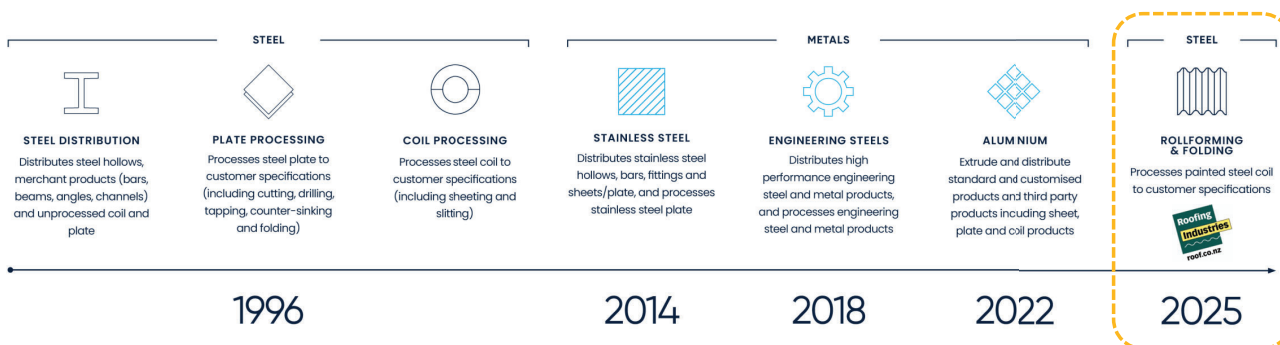 STEEL
METALS
STEEL
STEEL DISTRIBUTION
Distributes steel hollows,
merchant products (bars,
beams, angles, channels)
and unprocessed coil and
plate
PLATE PROCESSING
Processes steel plate to
customer specifications
(including cutting, drilling,
tapping, counter-sinking
and folding)
COIL PROCESSING
Processes steel coil to
customer specifications
(including sheeting and
slitting)
STAINLESS STEEL
Distributes stainless steel
hollows, bars, fittings and
sheets/plate, and processes
stainless steel plate
ENGINEERING STEELS
Distributes high
performance engineering
steel and metal products,
and processes engineering
steel and metal products
ALUMINIUM
Extrude and distribute
standard and customised
products and third party
products incuding sheet,
plate and coil products
ROLLFORMING
& FOLDING
Processes painted steel coil
to customer specifications
Roofing
Industries
roof.co.nz
1996
2014
2018
2022
2025